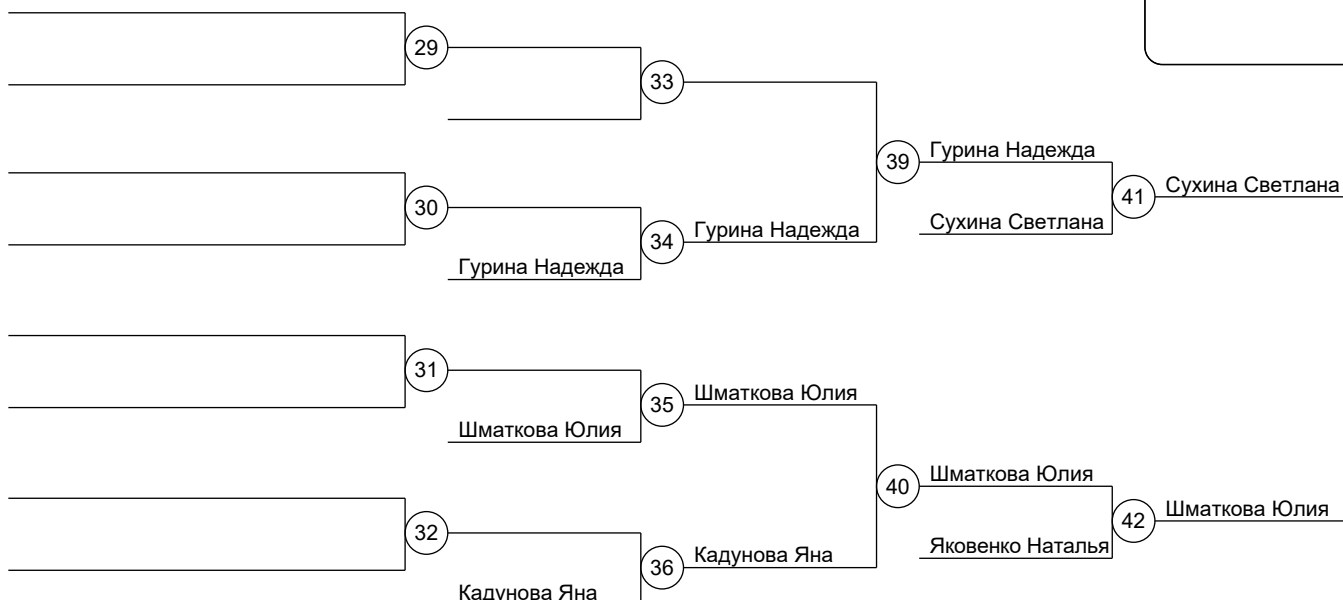 29
33
Гурина Надежда
39
Сухина Светлана
41
30
Сухина Светлана
Гурина Надежда
34
Гурина Надежда
31
Шматкова Юлия
35
Шматкова Юлия
Шматкова Юлия
40
Шматкова Юлия
42
32
Яковенко Наталья
Кадунова Яна
36
Кадунова Яна